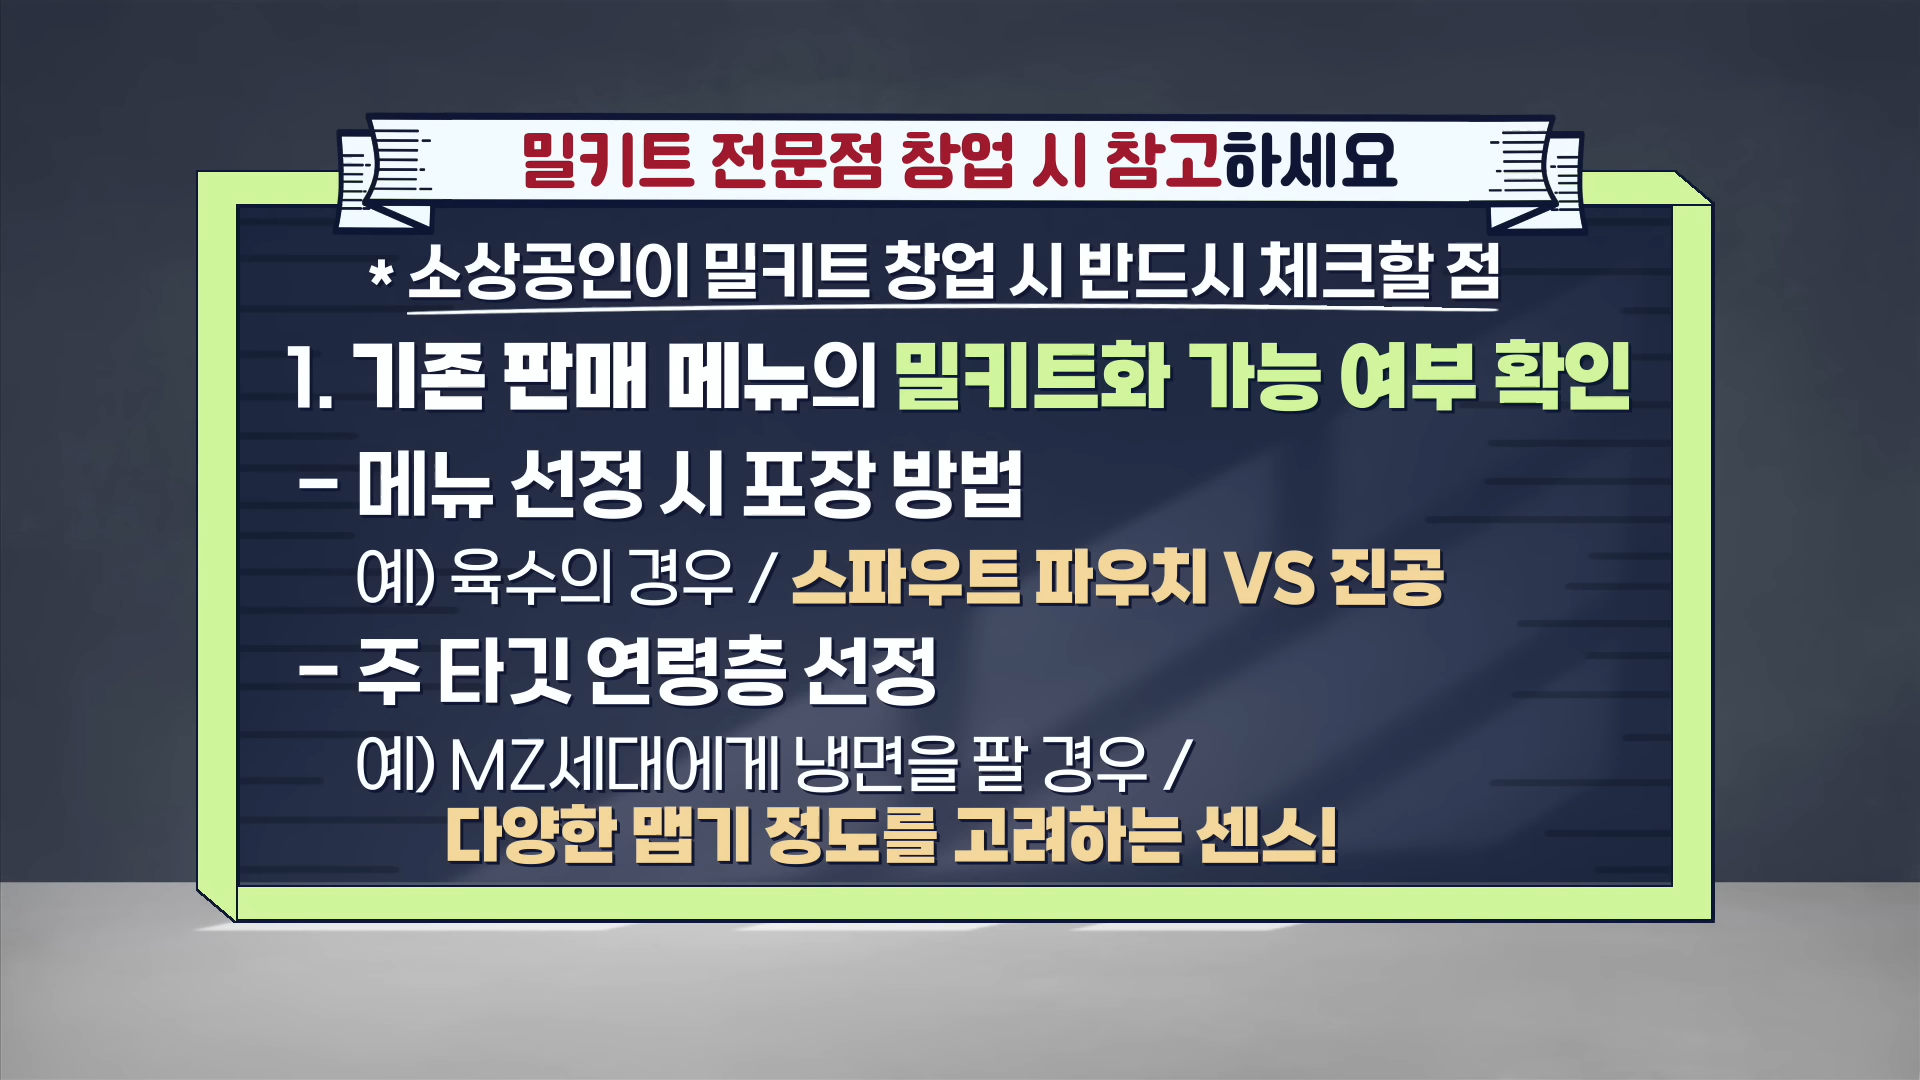 밀키트 전문점 창업 시 참고하세요
* 소상공인이 밀키트 창업 시 반드시 체크할 점
1. 기존 판매 메뉴의 밀키트화 가능 여부 확인
- 메뉴 선정 시 포장 방법
예) 육수의 경우 / 스파우트 파우치 VS 진공
- 주 타깃 연령층 선정
예) MZ세대에게 냉면을 팔 경우 /
다양한 맵기 정도를 고려하는 센스!